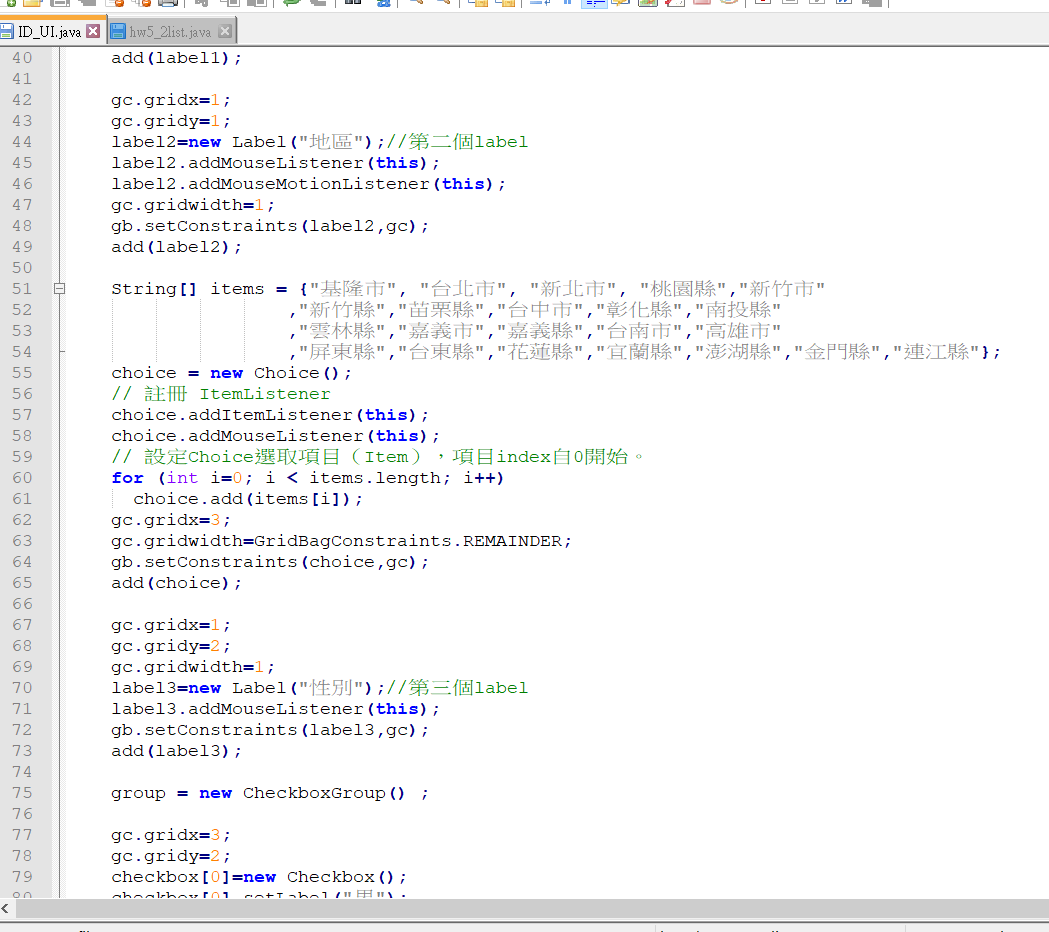 ID_UI.java hw5_2list.java
40 add(label1);
41
42 gc.gridx=1;
43 gc.gridy=1;
44 label2=new Label("地區");//第二個label
45 label2.addMouseListener(this);
46 label2.addMouseMotionListener(this);
47 gc.gridwidth=1;
48 gb.setConstraints(label2,gc);
49 add(label2);
50
51 String[] items = {"基隆市", "台北市", "新北市", "桃園縣","新竹市"
52 ,"新竹縣","苗栗縣","台中市","彰化縣","南投縣"
53 ,"雲林縣","嘉義市","嘉義縣","台南市","高雄市"
54 ,"屏東縣","台東縣","花蓮縣","宜蘭縣","澎湖縣","金門縣","連江縣"};
55 choice = new Choice();
56 // 註冊 ItemListener
57 choice.addItemListener(this);
58 choice.addMouseListener(this);
59 // 設定Choice選取項目（Item），項目index自0開始。
60 for (int i=0; i < items.length; i++)
61 choice.add(items[i]);
62 gc.gridx=3;
63 gc.gridwidth=GridBagConstraints.REMAINDER;
64 gb.setConstraints(choice,gc);
65 add(choice);
66
67 gc.gridx=1;
68 gc.gridy=2;
69 gc.gridwidth=1;
70 label3=new Label("性別");//第三個label
71 label3.addMouseListener(this);
72 gb.setConstraints(label3,gc);
73 add(label3);
74
75 group = new CheckboxGroup() ;
76
77 gc.gridx=3;
78 gc.gridy=2;
79 checkbox[0]=new Checkbox();
80 checkbox[0].setLabel("男");